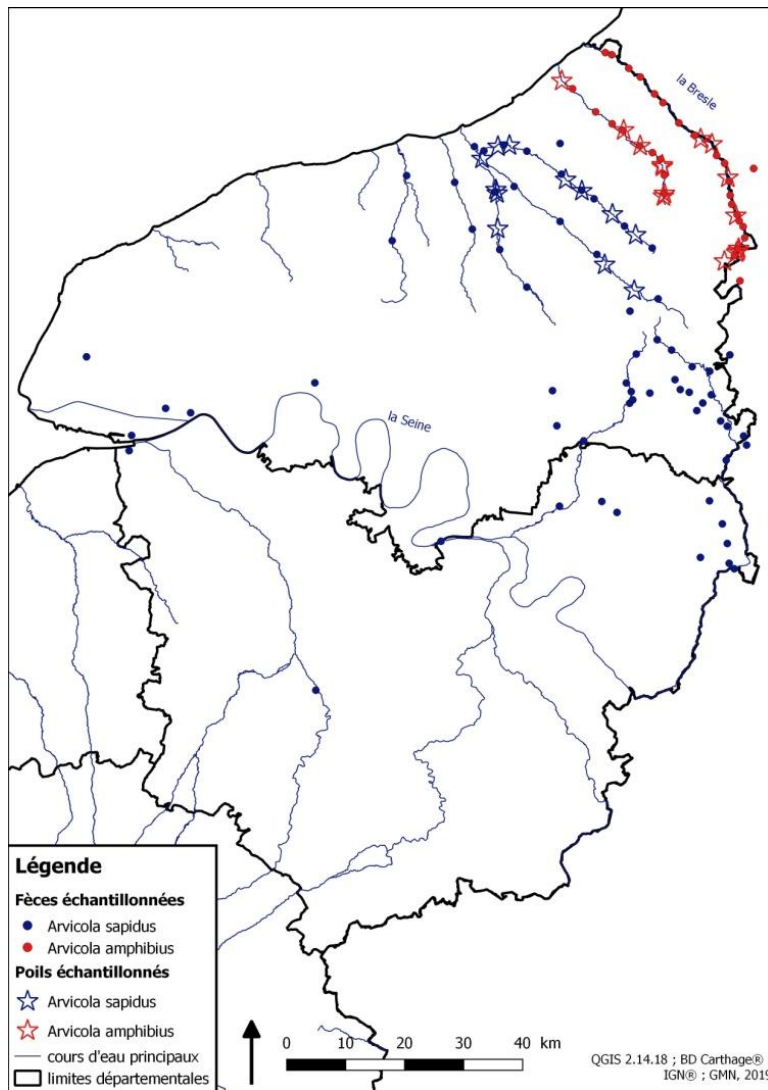 la Bresle
la Seine
Légende
Fèces échantillonnées
Arvicola sapidus
Arvicola amphibius
Poils échantillonnés
Arvicola sapidus
Arvicola amphibius
cours d'eau principaux
limites départementales
0 10 20 30 40 km
QGIS 2.14.18 ; BD Carthage®
IGN® ; GMN, 2019